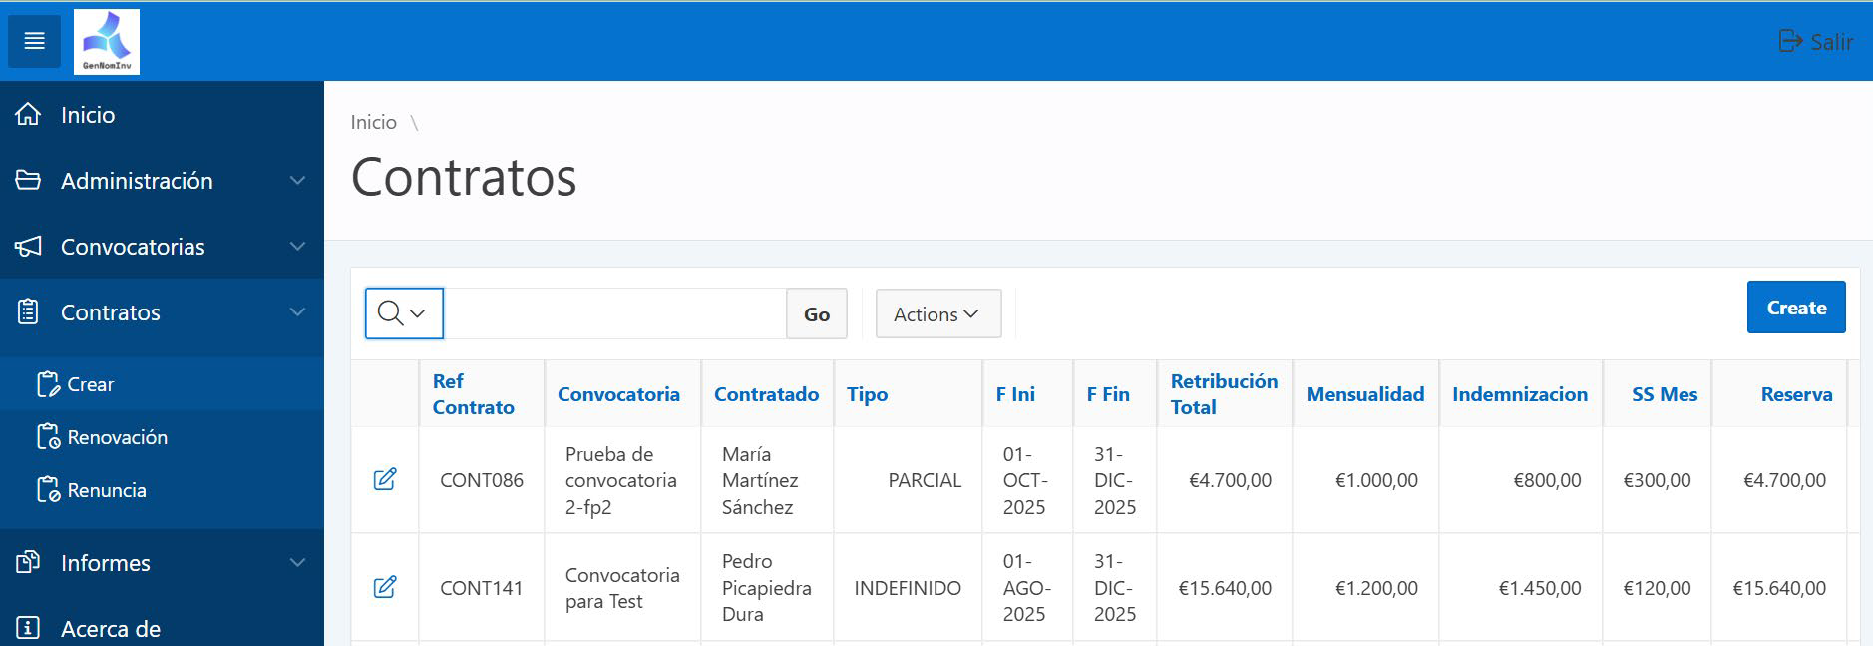 GenNomInv
Salir
Inicio
Administración
Convocatorias
Contratos
Crear
Renovación
Renuncia
Informes
Acerca de
Inicio \
Contratos
Go
Actions
Create
Ref Contrato Convocatoria Contratado Tipo F Ini F Fin Retribución Total Mensualidad Indemnizacion SS Mes Reserva
CONT086 Prueba de convocatoria 2-fp2 María Martínez Sánchez PARCIAL 01-OCT-2025 31-DIC-2025 €4.700,00 €1.000,00 €800,00 €300,00 €4.700,00
CONT141 Convocatoria para Test Pedro Picapiedra Dura INDEFINIDO 01-AGO-2025 31-DIC-2025 €15.640,00 €1.200,00 €1.450,00 €120,00 €15.640,00